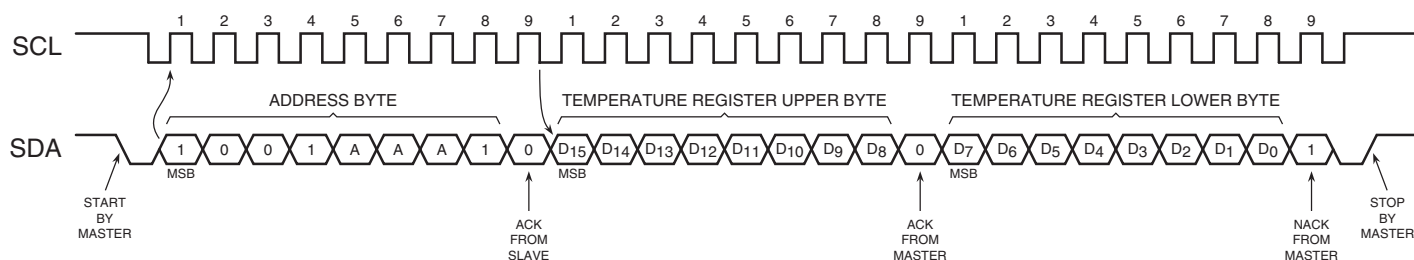 1 2 3 4 5 6 7 8 9 1 2 3 4 5 6 7 8 9 1 2 3 4 5 6 7 8 9
SCL
ADDRESS BYTE TEMPERATURE REGISTER UPPER BYTE TEMPERATURE REGISTER LOWER BYTE
SDA 1 0 0 1 A A A 1 0 D15 D14 D13 D12 D11 D10 D9 D8 0 D7 D6 D5 D4 D3 D2 D1 D0 1
MSB MSB MSB
START
BY
MASTER
ACK
FROM
SLAVE
ACK
FROM
MASTER
NACK
FROM
MASTER
STOP
BY
MASTER